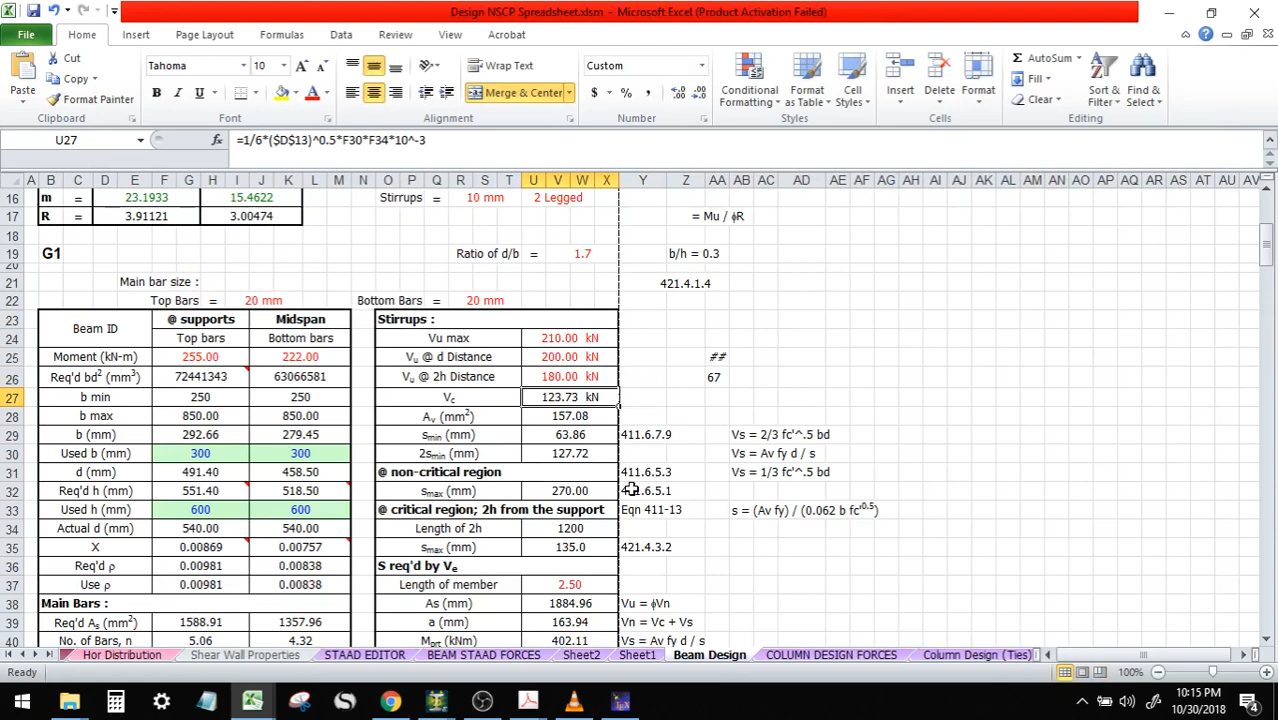 Design NSCP Spreadsheet.xlsm - Microsoft Excel (Product Activation Failed)
File Home Insert Page Layout Formulas Data Review View Acrobat
Paste Cut Copy Format Painter Clipboard
Tahoma 10 B I U A Font
Wrap Text Merge & Center Alignment
Custom $ % , Number
Conditional Formatting Format as Table Cell Styles Styles
Insert Delete Format Cells
Σ AutoSum Fill Clear Sort & Filter Find & Select Editing
U27 fx =1/6*($D$13)^0.5*F30*F34*10^-3
A B C D E F G H I J K L M N O P Q R S T U V W X Y Z AA AB AC AD AE AF AG AH AI AJ AK AL AM AN AO AP AQ AR AS AT AU AV
16 m = 23.1933 15.4622 Stirrups = 10 mm 2 Legged
17 R = 3.91121 3.00474 = Mu / ϕR
18
19 G1 Ratio of d/b = 1.7 b/h = 0.3
20
21 Main bar size : 421.4.1.4
22 Top Bars = 20 mm Bottom Bars = 20 mm
23 Beam ID @ supports Midspan Stirrups :
24 Top bars Bottom bars Vu max 210.00 kN
25 Moment (kN-m) 255.00 222.00 Vu @ d Distance 200.00 kN ##
26 Req'd bd² (mm³) 72441343 63066581 Vu @ 2h Distance 180.00 kN 67
27 b min 250 250 Vc 123.73 kN
28 b max 850.00 850.00 Av (mm²) 157.08
29 b (mm) 292.66 279.45 smin (mm) 63.86 411.6.7.9 Vs = 2/3 fc'^.5 bd
30 Used b (mm) 300 300 2smin (mm) 127.72 Vs = Av fy d / s
31 d (mm) 491.40 458.50 @ non-critical region 411.6.5.3 Vs = 1/3 fc'^.5 bd
32 Req'd h (mm) 551.40 518.50 smax (mm) 270.00 .6.5.1
33 Used h (mm) 600 600 @ critical region; 2h from the support Eqn 411-13 s = (Av fy) / (0.062 b fc'^0.5)
34 Actual d (mm) 540.00 540.00 Length of 2h 1200
35 X 0.00869 0.00757 smax (mm) 135.0 421.4.3.2
36 Req'd ρ 0.00981 0.00838 S req'd by Ve
37 Use ρ 0.00981 0.00838 Length of member 2.50
38 Main Bars : As (mm) 1884.96 Vu = ϕVn
39 Req'd As (mm²) 1588.91 1357.96 a (mm) 163.94 Vn = Vc + Vs
40 No. of Bars, n 5.06 4.32 Mprt (kNm) 402.11 Vs = Av fy d / s
Hor Distribution Shear Wall Properties STAAD EDITOR BEAM STAAD FORCES Sheet2 Sheet1 Beam Design COLUMN DESIGN FORCES Column Design (Ties)
Ready 100%
10:15 PM
10/30/2018
4